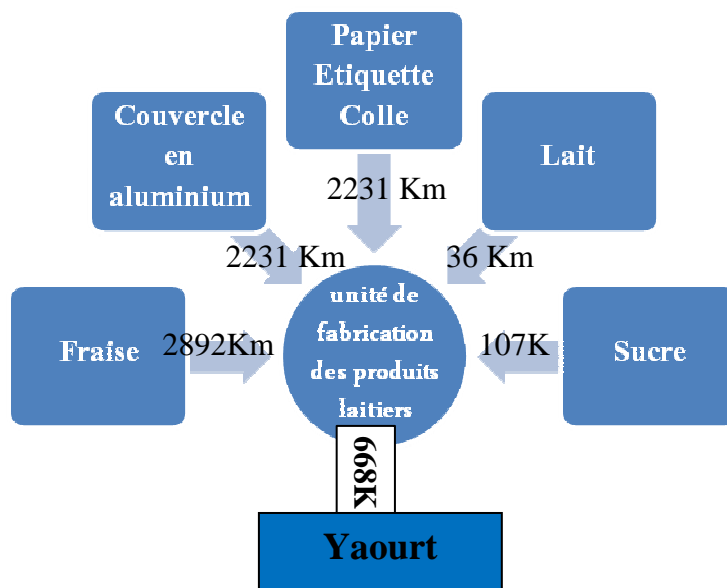 Papier
Etiquette
Colle
Couvercle
en
aluminium
Lait
2231 Km
2231 Km
36 Km
Fraise
2892Km
unité de
fabrication
des produits
laitiers
107K
Sucre
668K
Yaourt